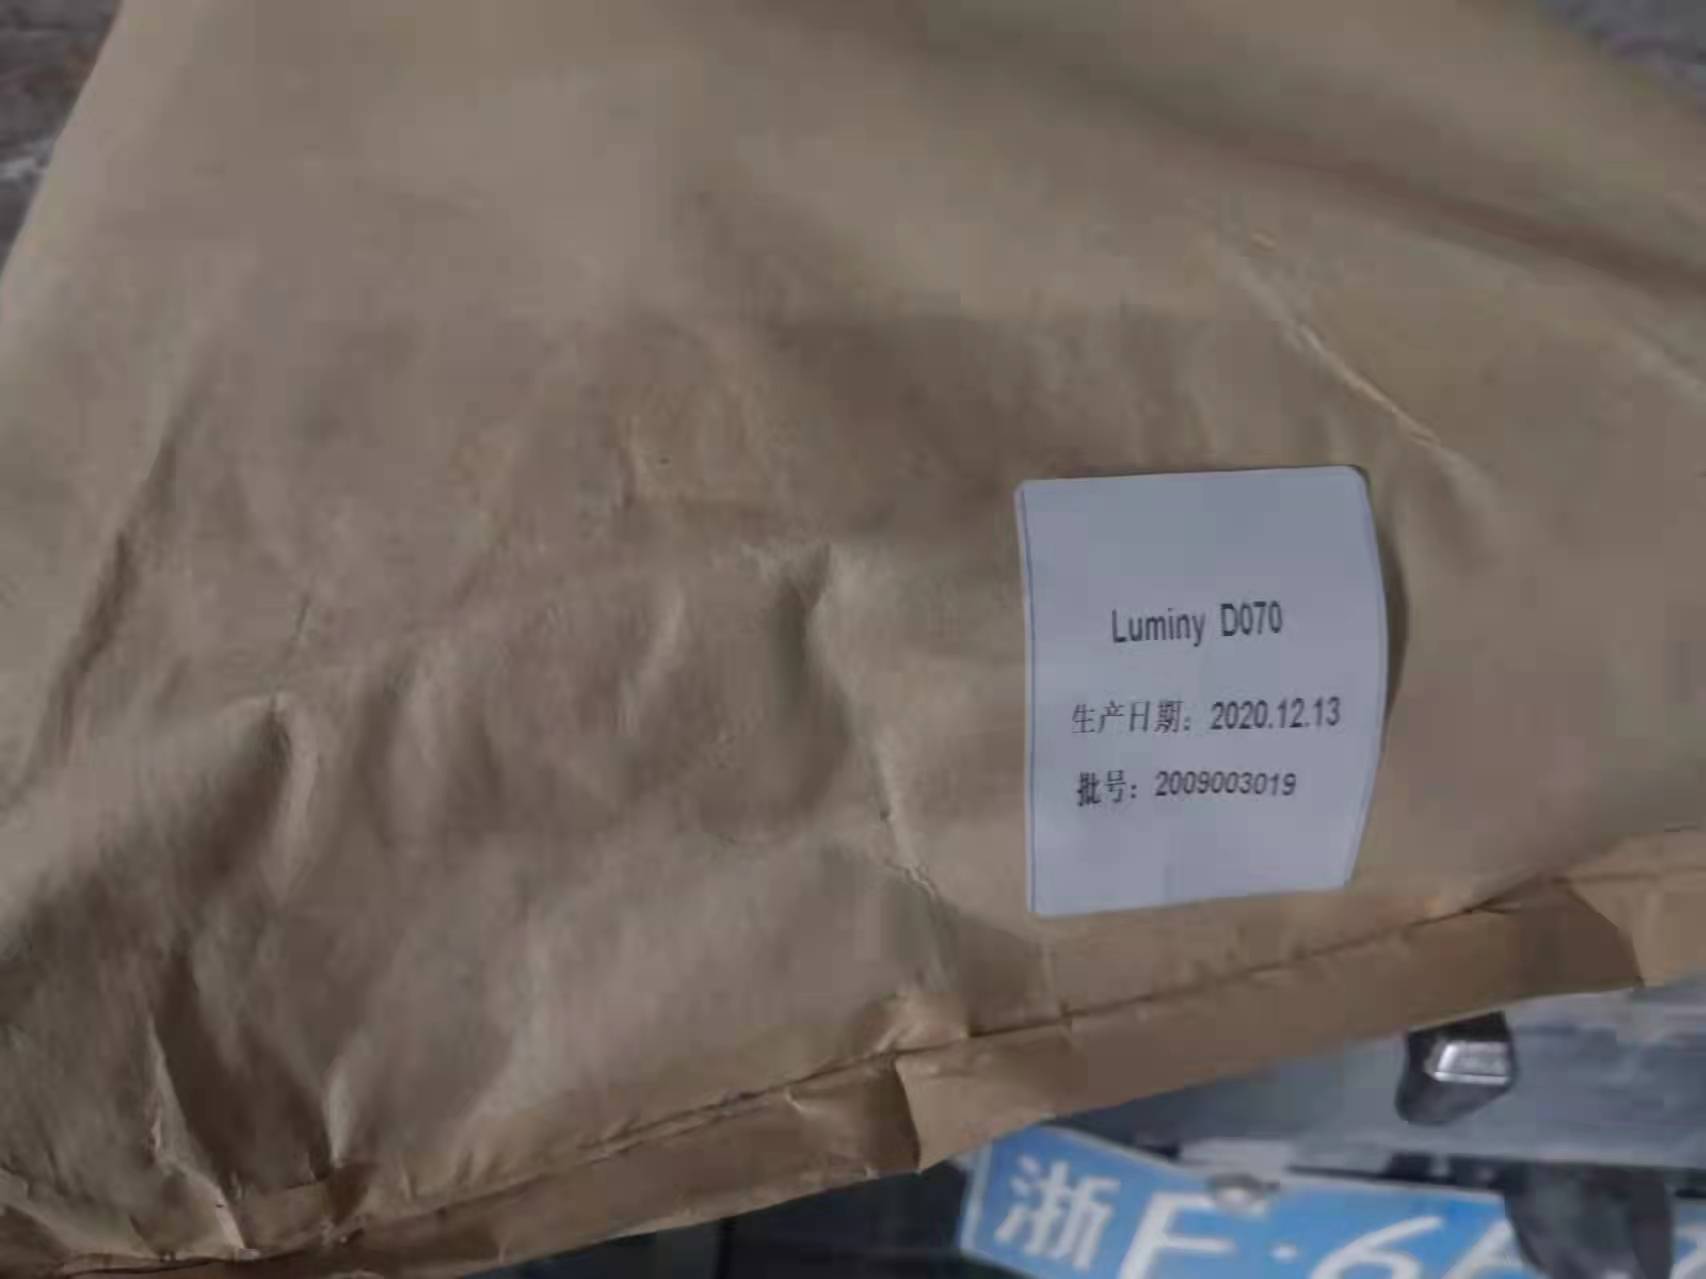 Luminy D070
生产日期: 2020.12.13
批号: 2009003019
浙F·6